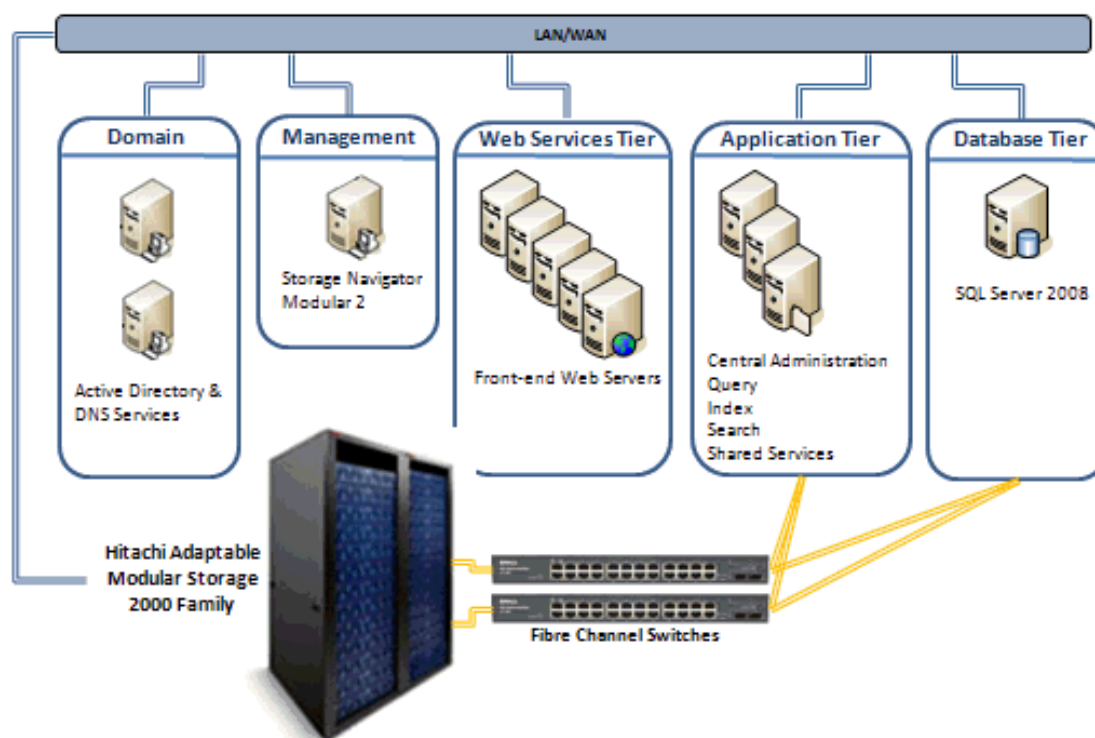 LAN/WAN
Domain
Active Directory &
DNS Services
Management
Storage Navigator
Modular 2
Web Services Tier
Front-end Web Servers
Application Tier
Central Administration
Query
Index
Search
Shared Services
Database Tier
SQL Server 2008
Hitachi Adaptable
Modular Storage
2000 Family
Fibre Channel Switches